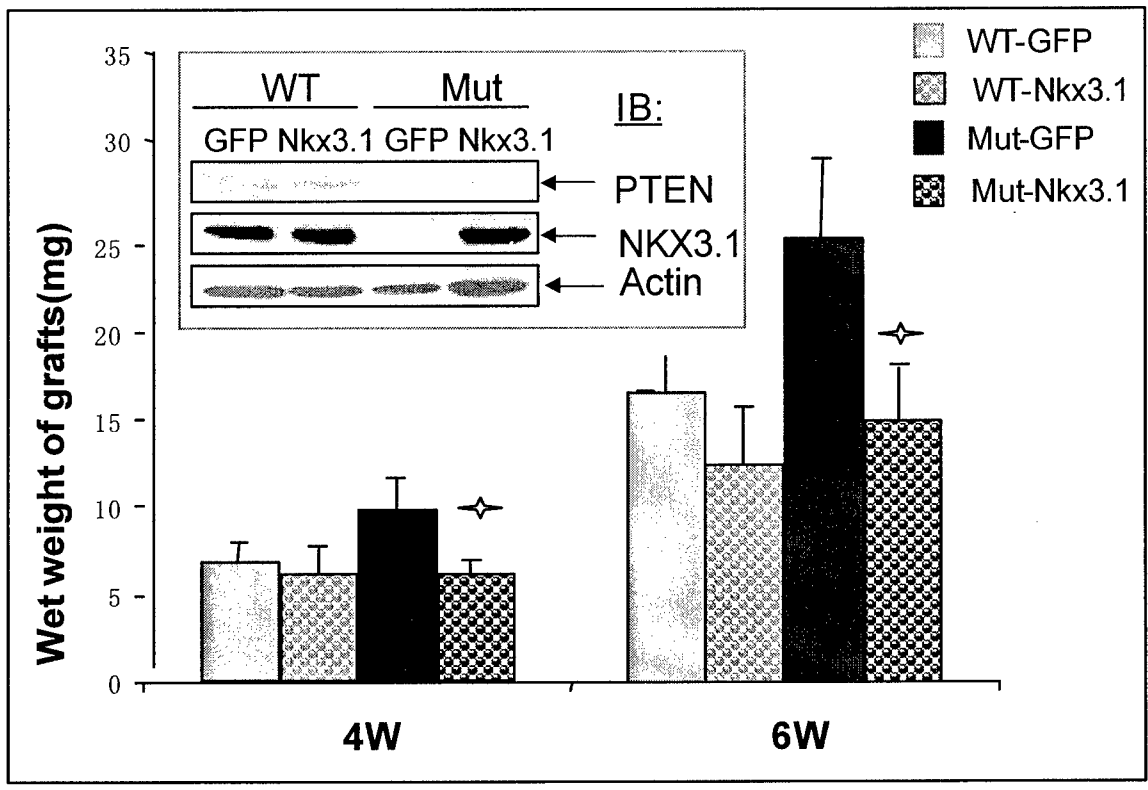 35
30
25
20
15
10
5
0
Wet weight of grafts(mg)
WT Mut
GFP Nkx3.1 GFP Nkx3.1
IB:
PTEN
NKX3.1
Actin
WT-GFP
WT-Nkx3.1
Mut-GFP
Mut-Nkx3.1
4W 6W